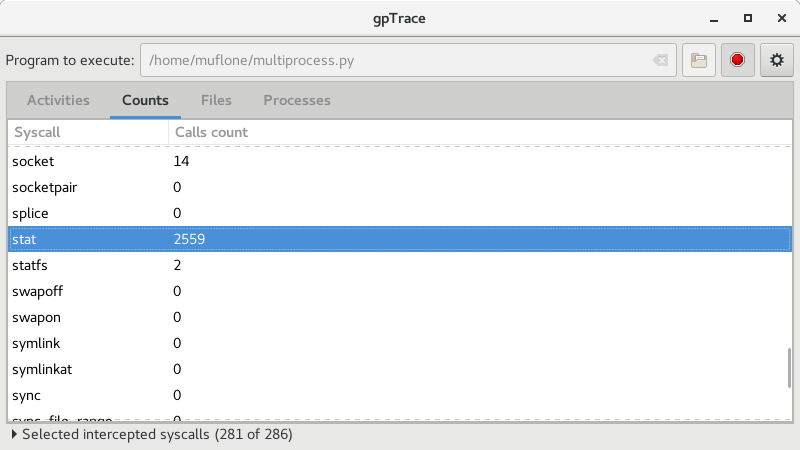 gpTrace
Program to execute: /home/muflone/multiprocess.py
Activities Counts Files Processes
Syscall Calls count
socket 14
socketpair 0
splice 0
stat 2559
statfs 2
swapoff 0
swapon 0
symlink 0
symlinkat 0
sync 0
sync_file_range 0
Selected intercepted syscalls (281 of 286)